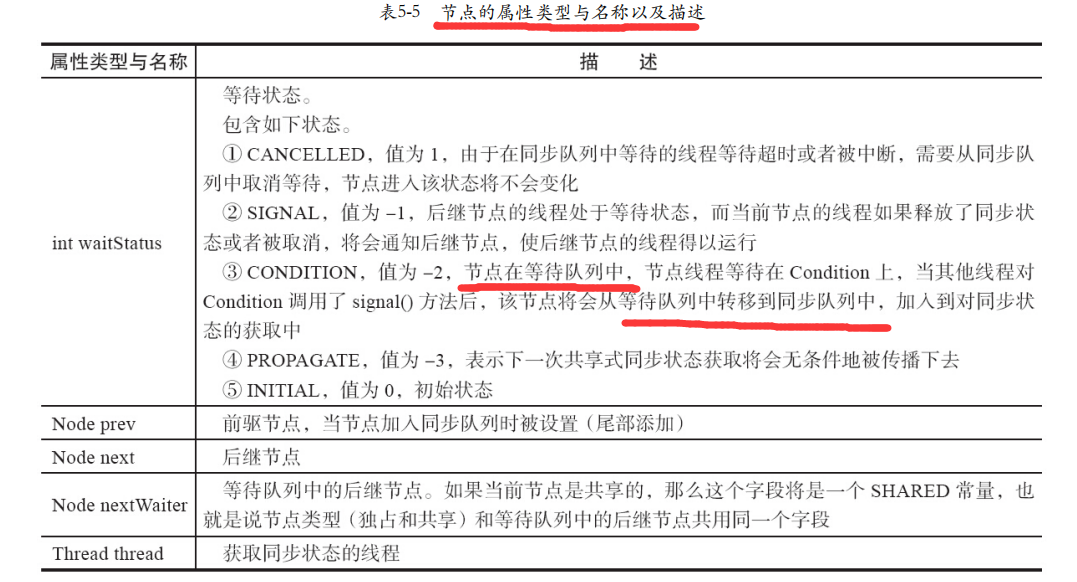 表5-5 节点的属性类型与名称以及描述
属性类型与名称 描 述
等待状态。
包含如下状态。
① CANCELLED，值为 1，由于在同步队列中等待的线程等待超时或者被中断，需要从同步队
列中取消等待，节点进入该状态将不会变化
② SIGNAL，值为 –1，后继节点的线程处于等待状态，而当前节点的线程如果释放了同步状
态或者被取消，将会通知后继节点，使后继节点的线程得以运行
int waitStatus
③ CONDITION，值为 –2，节点在等待队列中，节点线程等待在 Condition 上，当其他线程对
Condition 调用了 signal() 方法后，该节点将会从等待队列中转移到同步队列中，加入到对同步状
态的获取中
④ PROPAGATE，值为 –3，表示下一次共享式同步状态获取将会无条件地被传播下去
⑤ INITIAL，值为 0，初始状态
Node prev 前驱节点，当节点加入同步队列时被设置（尾部添加）
Node next 后继节点
Node nextWaiter
等待队列中的后继节点。如果当前节点是共享的，那么这个字段将是一个 SHARED 常量，也
就是说节点类型（独占和共享）和等待队列中的后继节点共用同一个字段
Thread thread 获取同步状态的线程